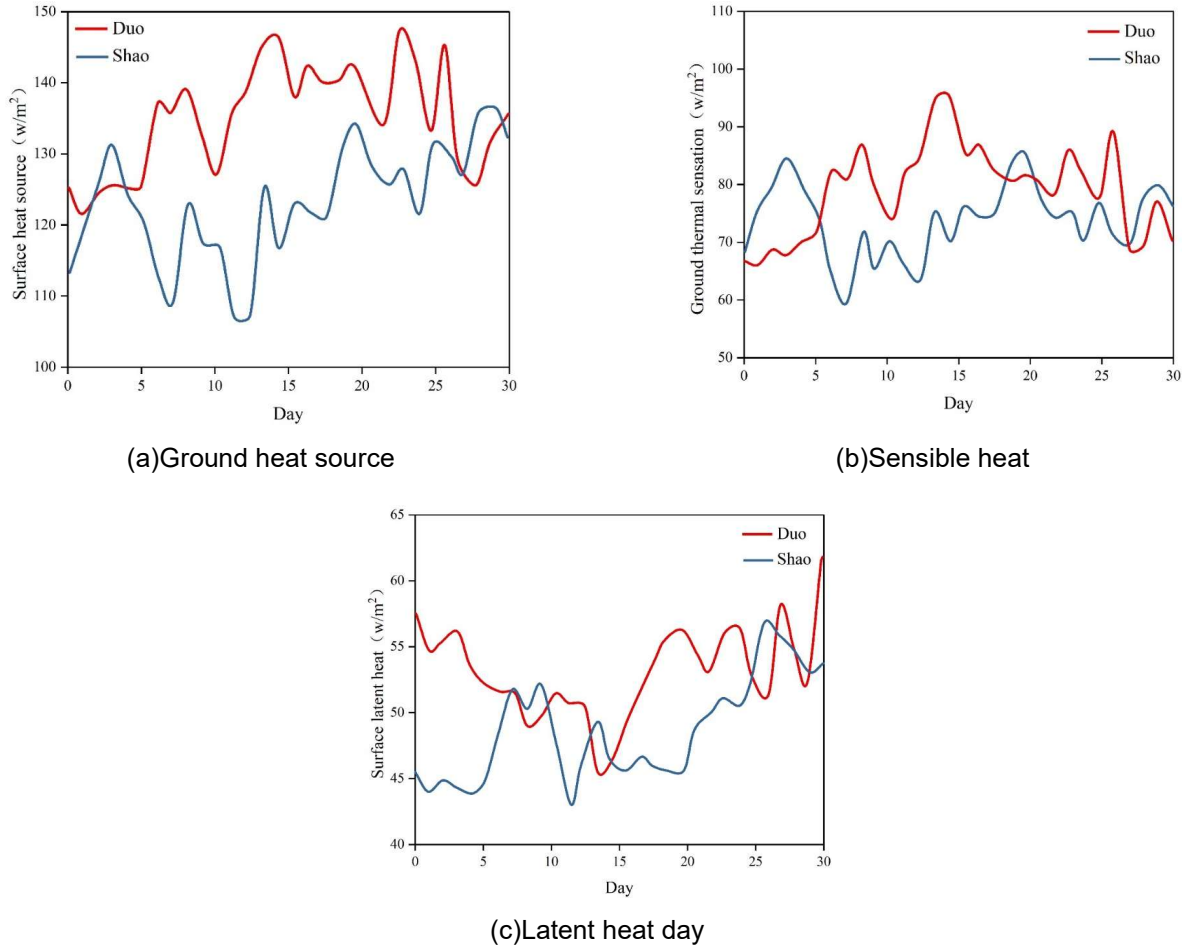 Duo
Shao
Surface heat source（w/m²）
150
140
130
120
110
100
0 5 10 15 20 25 30
Day
(a)Ground heat source
Duo
Shao
Ground thermal sensation（w/m²）
110
100
90
80
70
60
50
0 5 10 15 20 25 30
Day
(b)Sensible heat
Duo
Shao
Surface latent heat（w/m²）
65
60
55
50
45
40
0 5 10 15 20 25 30
Day
(c)Latent heat day